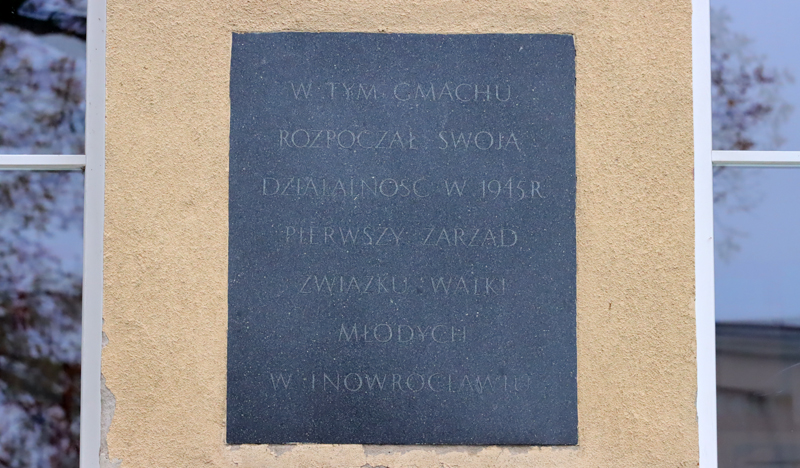 W TYM GMACHU
ROZPOCZĄŁ SWOJĄ
DZIAŁALNOŚĆ W 1945R
PIERWSZY ZARZĄD
ZWIĄZKU WALKI
MŁODYCH
W INOWROCŁAWIU